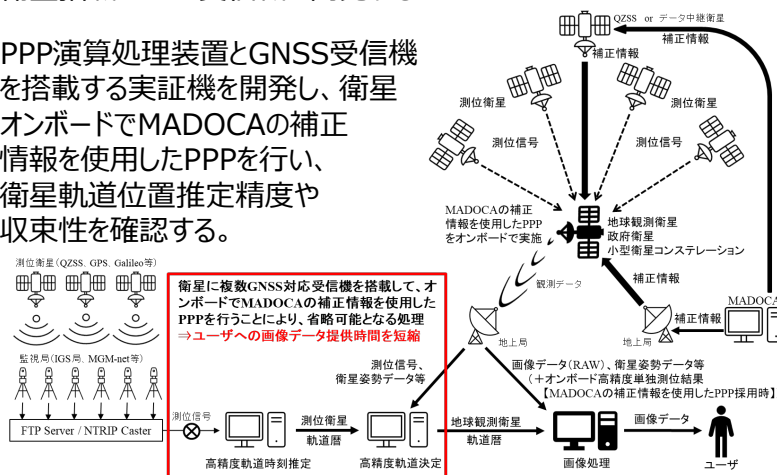 PPP演算処理装置とGNSS受信機
を搭載する実証機を開発し、衛星
オンボードでMADOCAの補正
情報を使用したPPPを行い、
衛星軌道位置推定精度や
収束性を確認する。
QZSS or データ中継衛星
補正情報
補正情報
測位衛星
測位衛星
測位信号
測位信号
MADOCAの補正
情報を使用したPPP
をオンボードで実施
地球観測衛星
政府衛星
小型衛星コンステレーション
観測データ
補正情報
MADOCA
補正情報
地上局
地上局
測位衛星(QZSS、GPS、Galileo等)
監視局(IGS局、MGM-net等)
FTP Server / NTRIP Caster
衛星に複数GNSS対応受信機を搭載して、オ
ンボードでMADOCAの補正情報を使用した
PPPを行うことにより、省略可能となる処理
⇒ユーザへの画像データ提供時間を短縮
測位信号、
衛星姿勢データ等
画像データ(RAW)、衛星姿勢データ等
(+オンボード高精度単独測位結果
【MADOCAの補正情報を使用したPPP採用時】
測位信号
測位衛星
軌道暦
地球観測衛星
軌道暦
画像データ
高精度軌道時刻推定
高精度軌道決定
画像処理
ユーザ